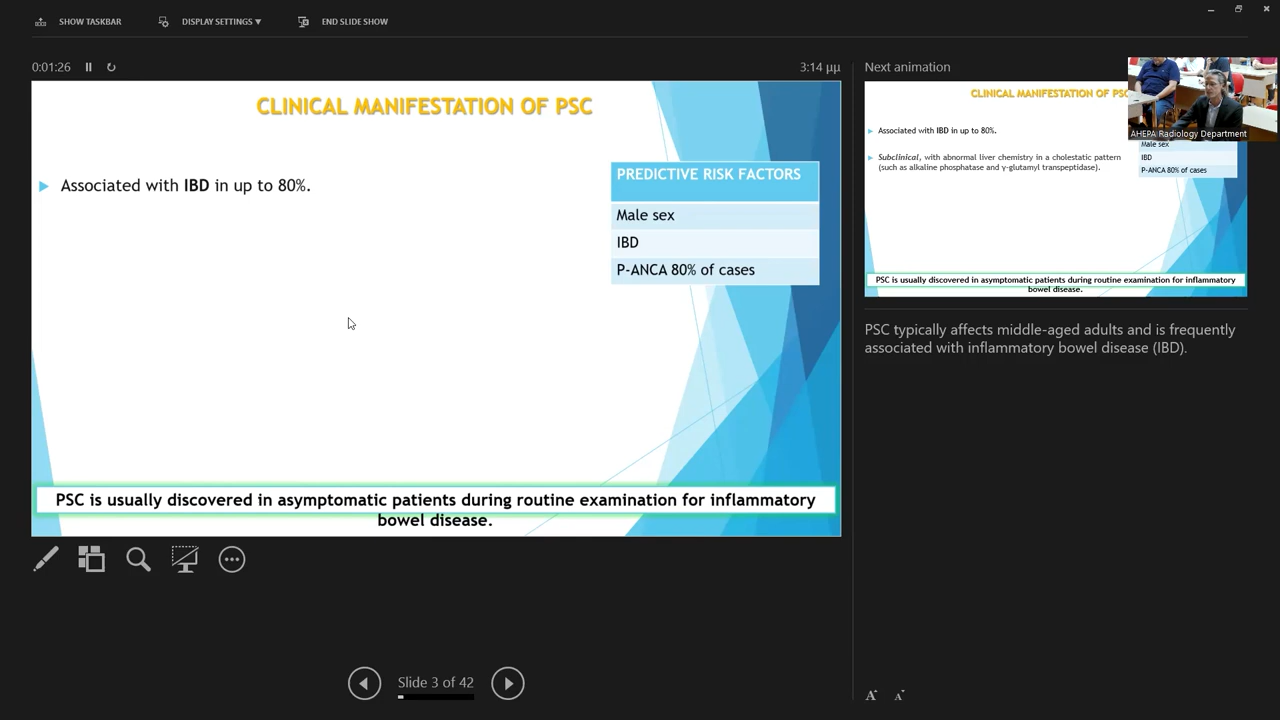 SHOW TASKBAR
DISPLAY SETTINGS ▼
END SLIDE SHOW
0:01:26
3:14 μμ
CLINICAL MANIFESTATION OF PSC
Associated with IBD in up to 80%.
PREDICTIVE RISK FACTORS
Male sex
IBD
P-ANCA 80% of cases
PSC is usually discovered in asymptomatic patients during routine examination for inflammatory
bowel disease.
Slide 3 of 42
Next animation
AHEPA Radiology Department
CLINICAL MANIFESTATION OF PSC
Associated with IBD in up to 80%.
Subclinical, with abnormal liver chemistry in a cholestatic pattern
(such as alkaline phosphatase and γ-glutamyl transpeptidase).
Male sex
IBD
P-ANCA 80% of cases
PSC is usually discovered in asymptomatic patients during routine examination for inflammatory
bowel disease.
PSC typically affects middle-aged adults and is frequently
associated with inflammatory bowel disease (IBD).
A A